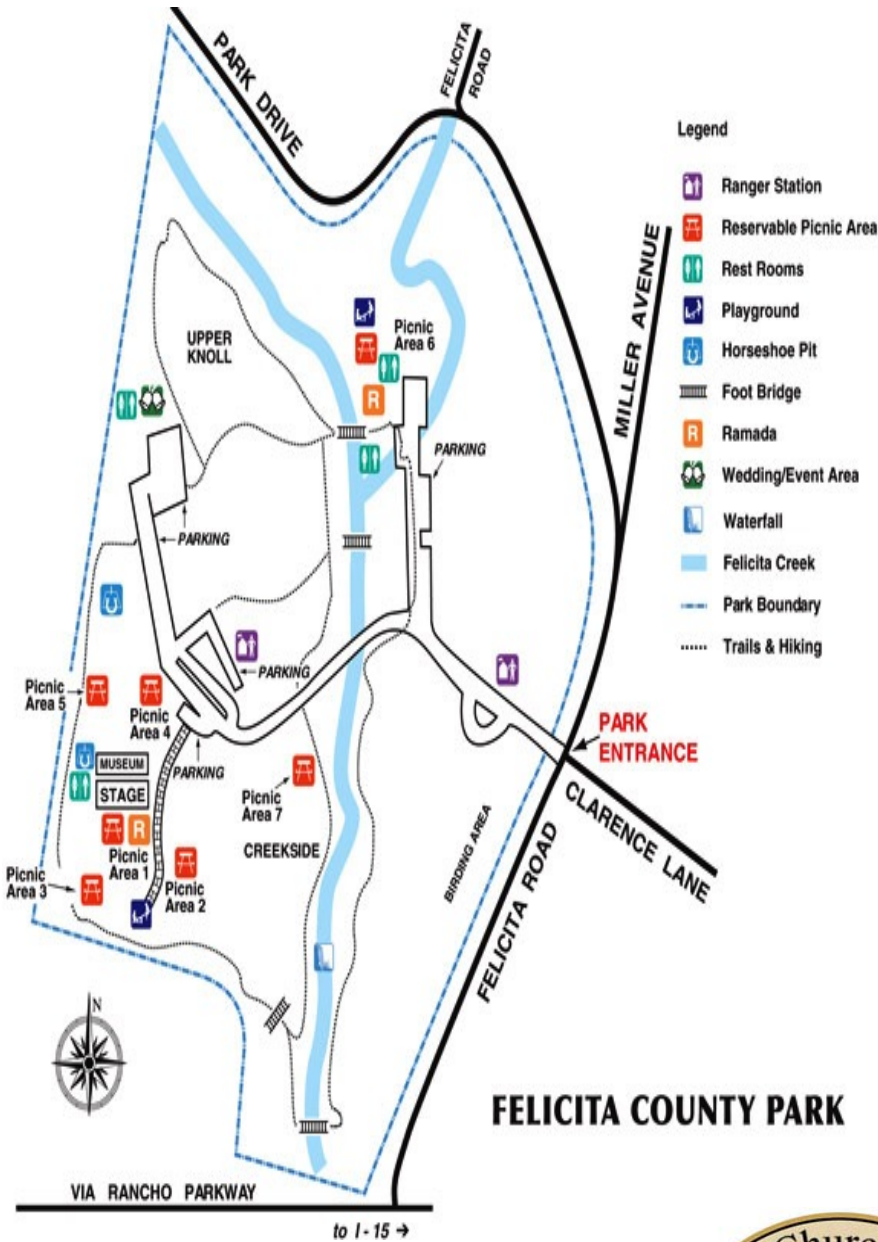 PARK DRIVE
FELICITA
ROAD
Legend
Ranger Station
Reservable Picnic Area
Rest Rooms
Playground
Horseshoe Pit
Foot Bridge
R Ramada
Wedding/Event Area
Waterfall
Felicita Creek
Park Boundary
Trails & Hiking
MILLER AVENUE
UPPER
KNOLL
Picnic
Area 6
R
PARKING
PARKING
PARKING
Picnic
Area 5
Picnic
Area 4
PARKING
MUSEUM
STAGE
R
Picnic
Area 1
Picnic
Area 2
Picnic
Area 3
Picnic
Area 7
CREEKSIDE
BIRDING AREA
PARK
ENTRANCE
CLARENCE LANE
FELICITA ROAD
N
FELICITA COUNTY PARK
VIA RANCHO PARKWAY
to I - 15 →